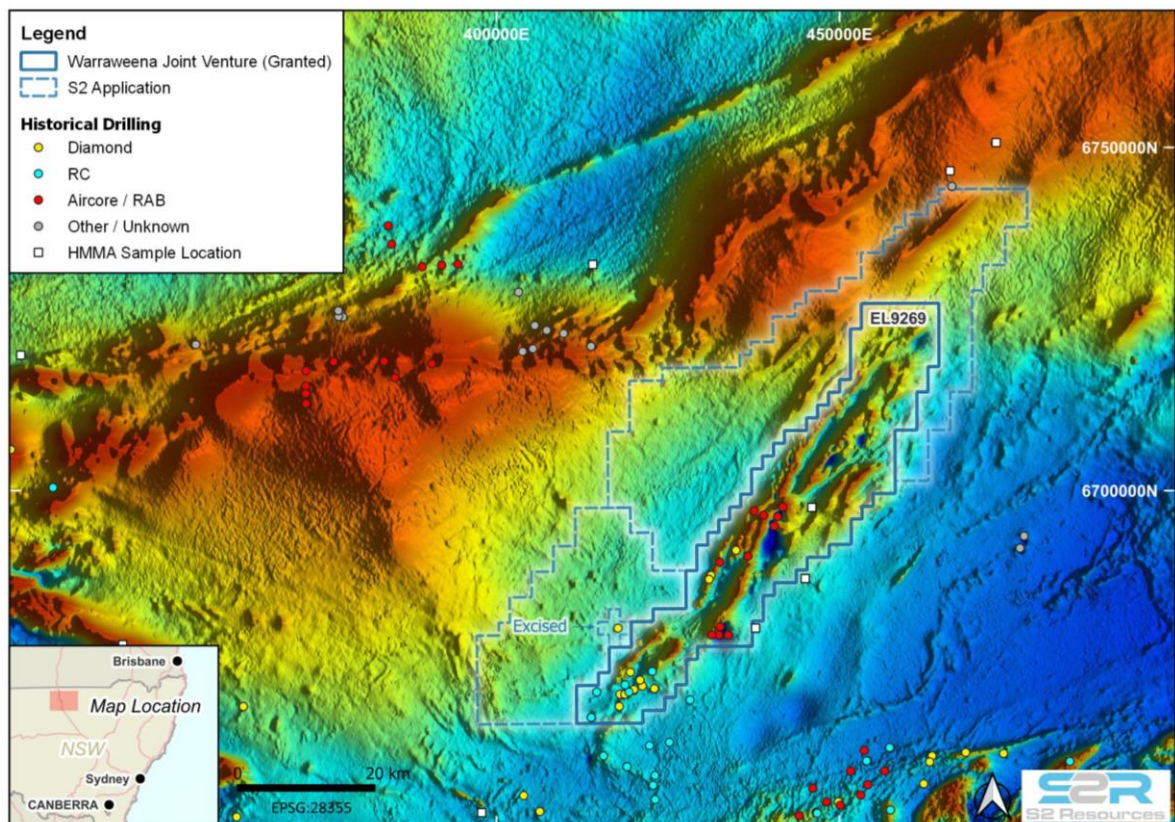 Legend
Warraweena Joint Venture (Granted)
S2 Application
Historical Drilling
Diamond
RC
Aircore / RAB
Other / Unknown
HMMA Sample Location
400000E
450000E
6750000N
EL9269
6700000N
Excised
Brisbane
Map Location
NSW
Sydney
CANBERRA
0
20 km
EPSG:28355
S2R
S2 Resources